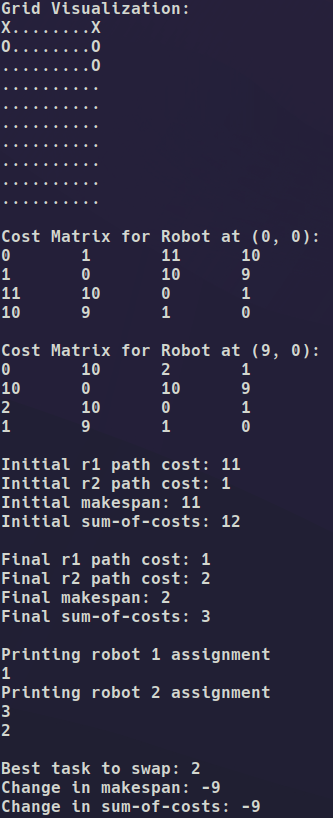 Grid Visualization:
X........X
O........O
.........O
..........
..........
..........
..........
..........
..........
..........
Cost Matrix for Robot at (0, 0):
0 1 11 10
1 0 10 9
11 10 0 1
10 9 1 0
Cost Matrix for Robot at (9, 0):
0 10 2 1
10 0 10 9
2 10 0 1
1 9 1 0
Initial r1 path cost: 11
Initial r2 path cost: 1
Initial makespan: 11
Initial sum-of-costs: 12
Final r1 path cost: 1
Final r2 path cost: 2
Final makespan: 2
Final sum-of-costs: 3
Printing robot 1 assignment
1
Printing robot 2 assignment
3
2
Best task to swap: 2
Change in makespan: -9
Change in sum-of-costs: -9